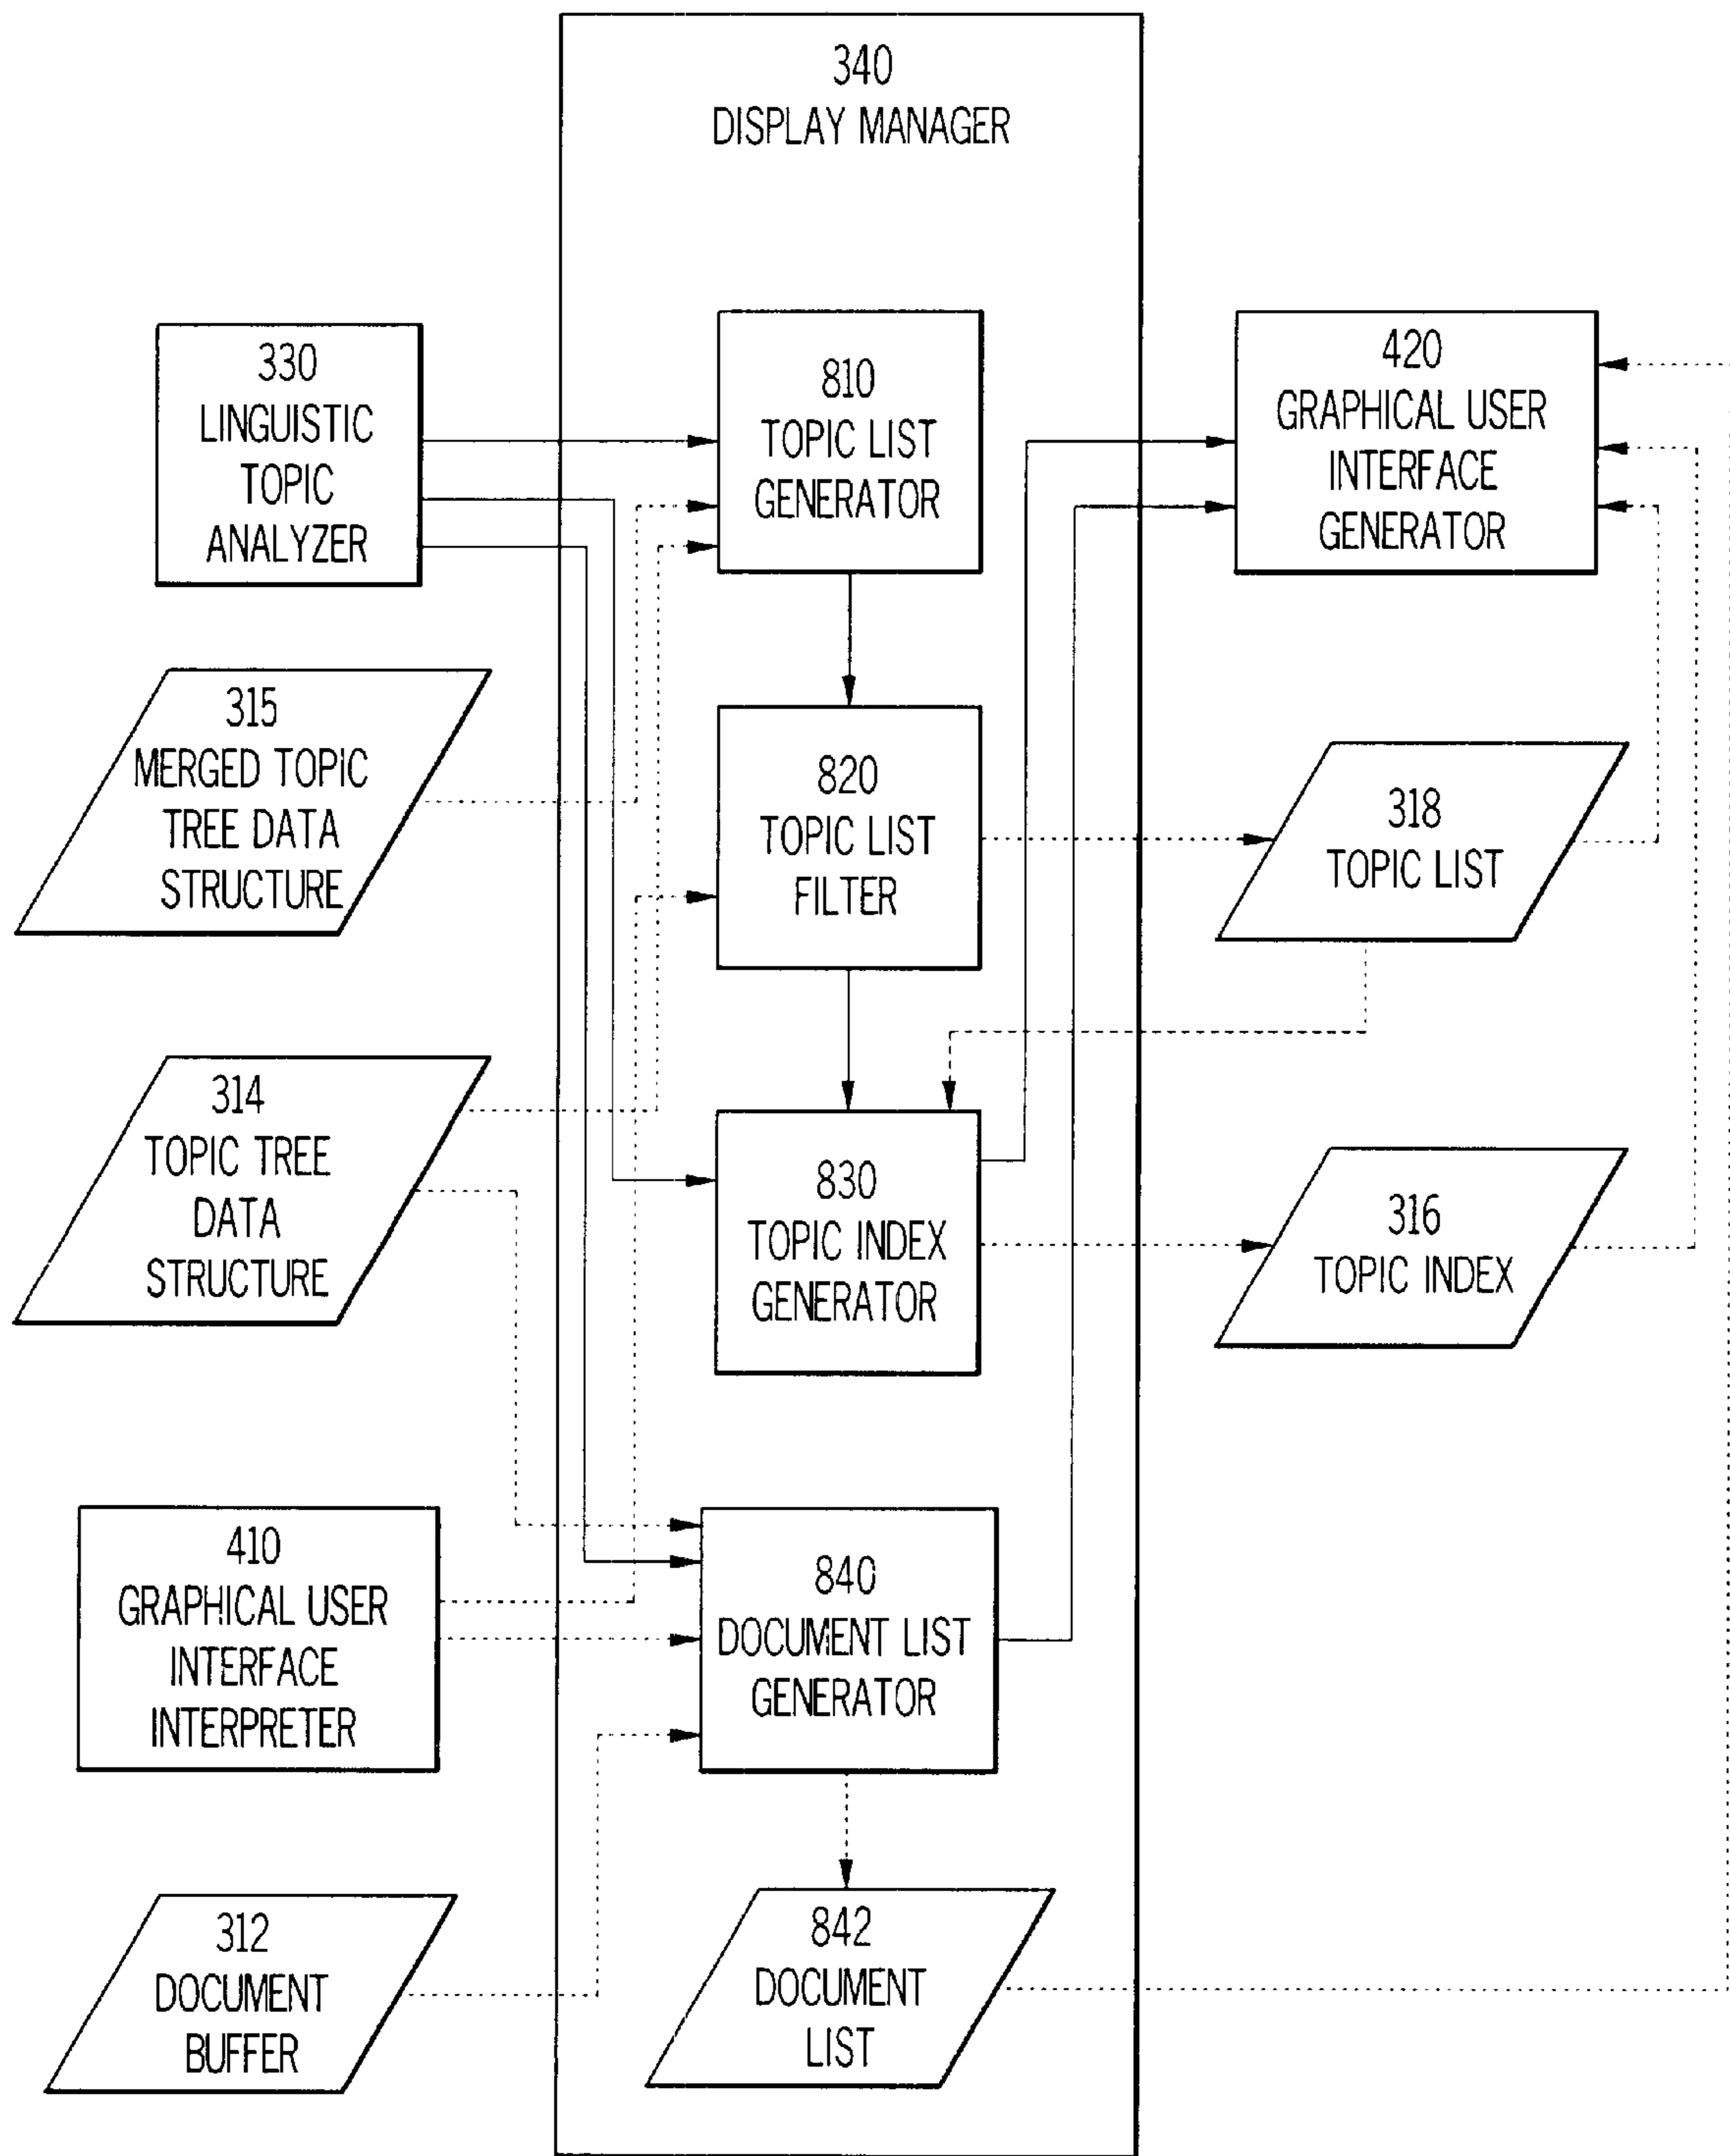 340
DISPLAY MANAGER
330
LINGUISTIC
TOPIC
ANALYZER
810
TOPIC LIST
GENERATOR
420
GRAPHICAL USER
INTERFACE
GENERATOR
315
MERGED TOPIC
TREE DATA
STRUCTURE
820
TOPIC LIST
FILTER
318
TOPIC LIST
314
TOPIC TREE
DATA
STRUCTURE
830
TOPIC INDEX
GENERATOR
316
TOPIC INDEX
410
GRAPHICAL USER
INTERFACE
INTERPRETER
840
DOCUMENT LIST
GENERATOR
312
DOCUMENT
BUFFER
842
DOCUMENT
LIST